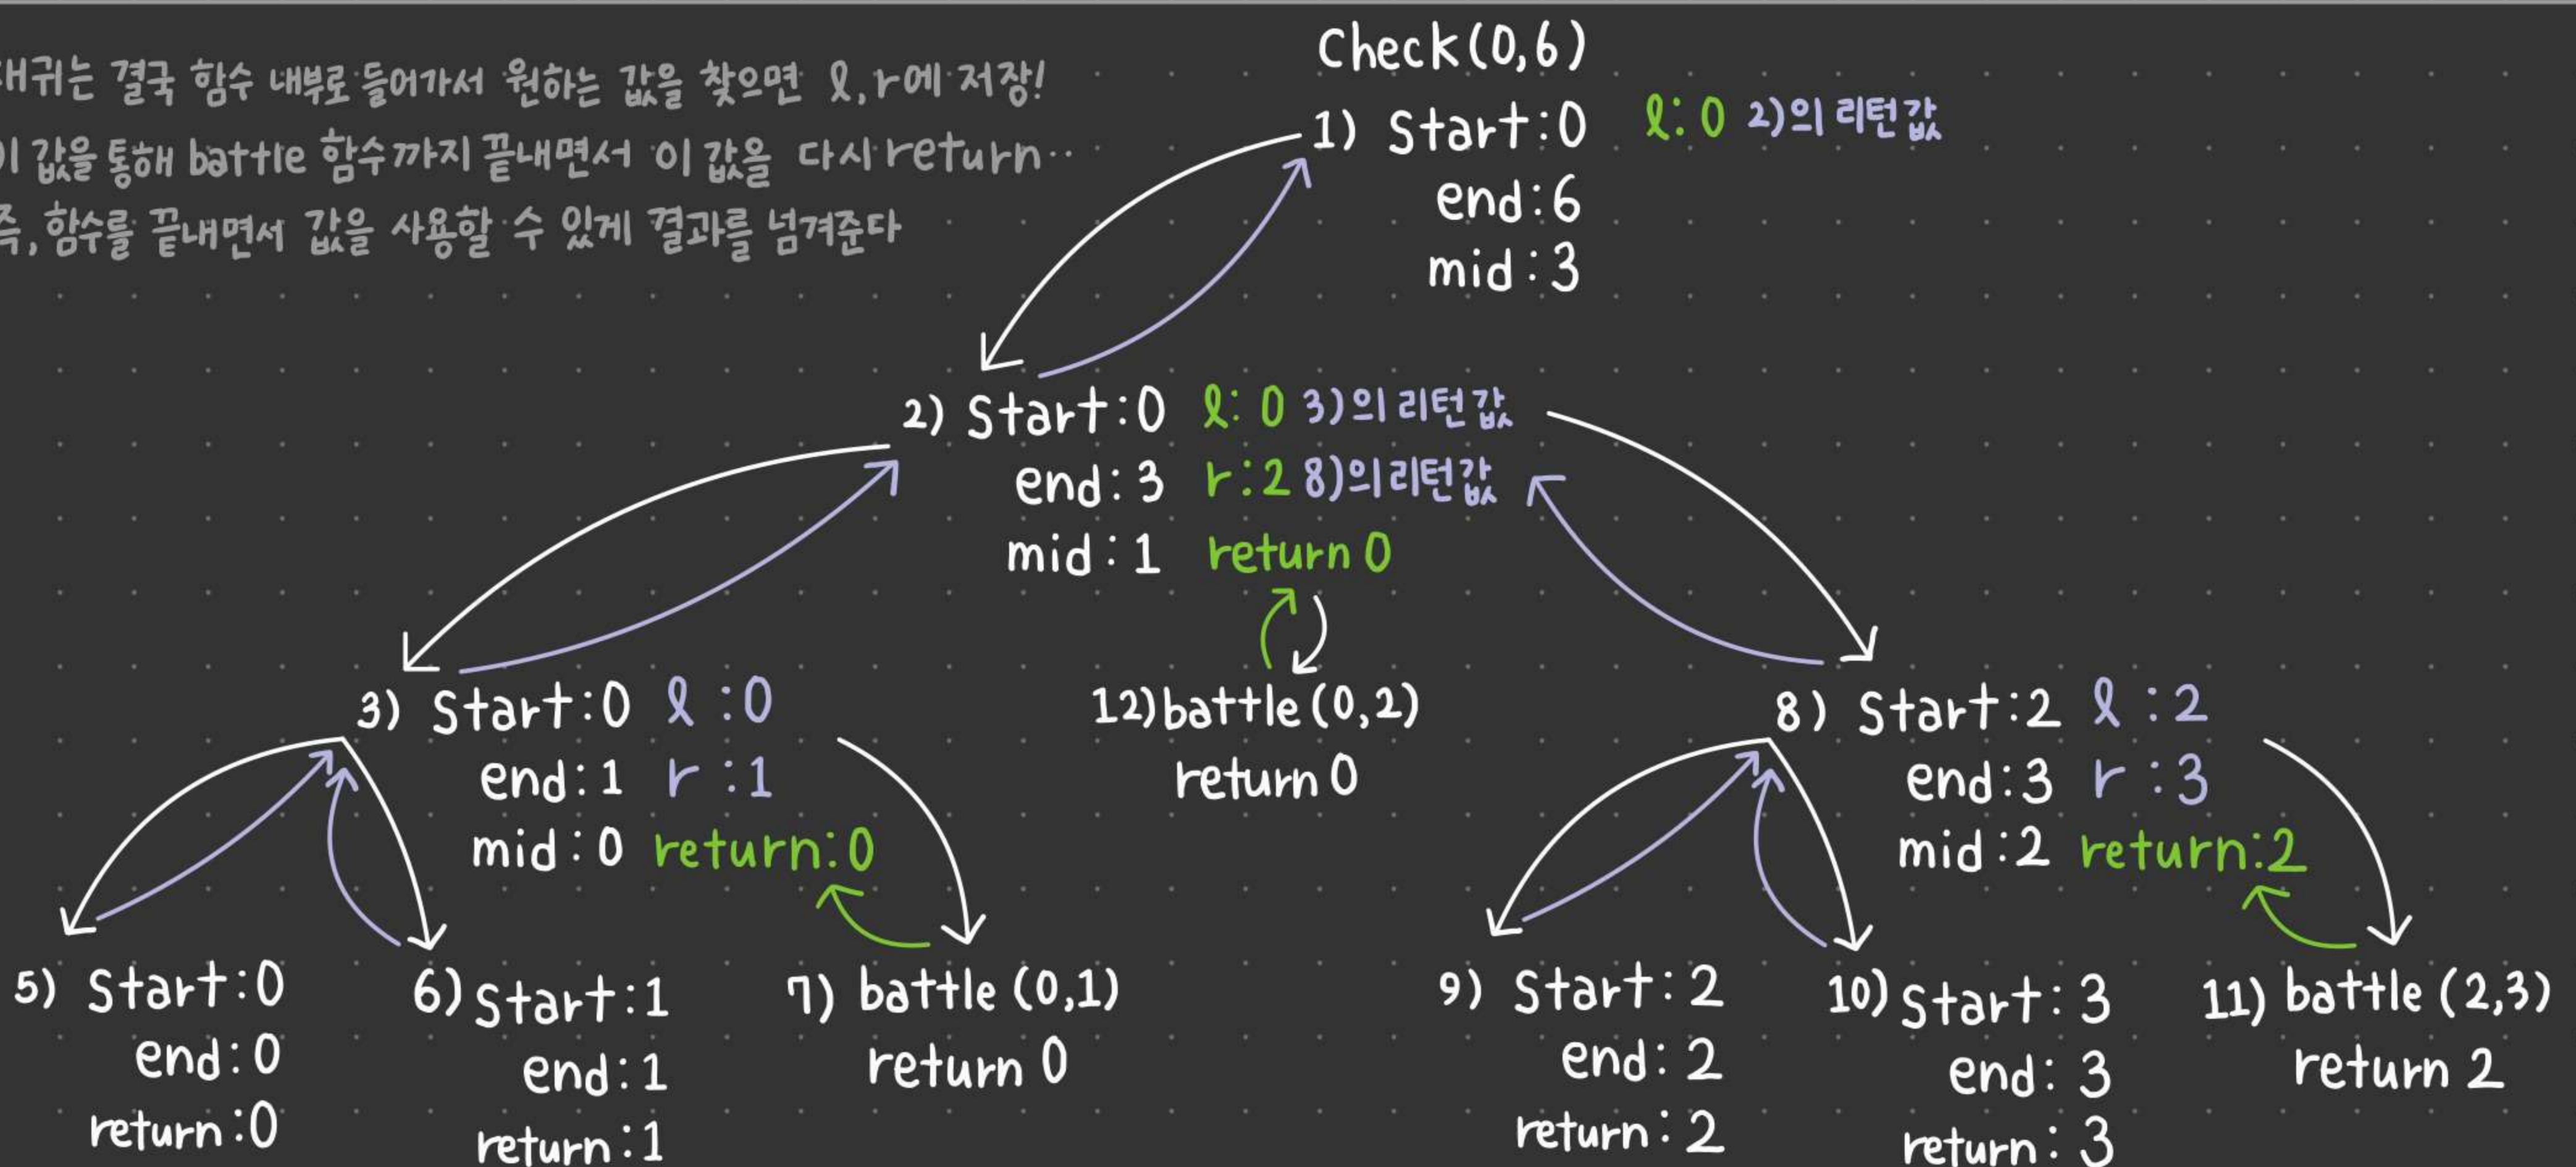 재귀는 결국 함수 내부로 들어가서 원하는 값을 찾으면 l, r에 저장!
이 값을 통해 battle 함수까지 끝내면서 이 값을 다시 return..
즉, 함수를 끝내면서 값을 사용할 수 있게 결과를 넘겨준다
Check(0,6)
1) Start:0 l: 0 2)의 리턴값
end:6
mid:3
2) Start:0 l: 0 3)의 리턴값
end:3 r:2 8)의 리턴값
mid:1 return 0
3) Start:0 l :0
end:1 r :1
mid:0 return:0
12)battle (0,2)
return 0
8) Start:2 l :2
end:3 r :3
mid:2 return:2
5) Start:0
end:0
return:0
6) Start:1
end:1
return:1
7) battle (0,1)
return 0
9) Start:2
end:2
return:2
10) Start:3
end:3
return:3
11) battle (2,3)
return 2